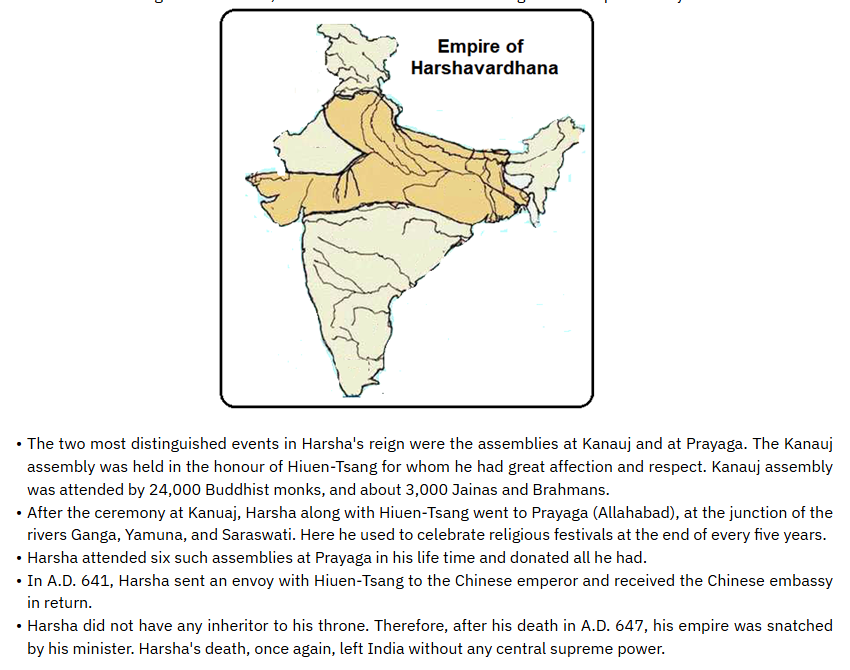 Empire of
Harshavardhana
• The two most distinguished events in Harsha's reign were the assemblies at Kanauj and at Prayaga. The Kanauj
assembly was held in the honour of Hiuen-Tsang for whom he had great affection and respect. Kanauj assembly
was attended by 24,000 Buddhist monks, and about 3,000 Jainas and Brahmans.
• After the ceremony at Kanuaj, Harsha along with Hiuen-Tsang went to Prayaga (Allahabad), at the junction of the
rivers Ganga, Yamuna, and Saraswati. Here he used to celebrate religious festivals at the end of every five years.
• Harsha attended six such assemblies at Prayaga in his life time and donated all he had.
• In A.D. 641, Harsha sent an envoy with Hiuen-Tsang to the Chinese emperor and received the Chinese embassy
in return.
• Harsha did not have any inheritor to his throne. Therefore, after his death in A.D. 647, his empire was snatched
by his minister. Harsha's death, once again, left India without any central supreme power.